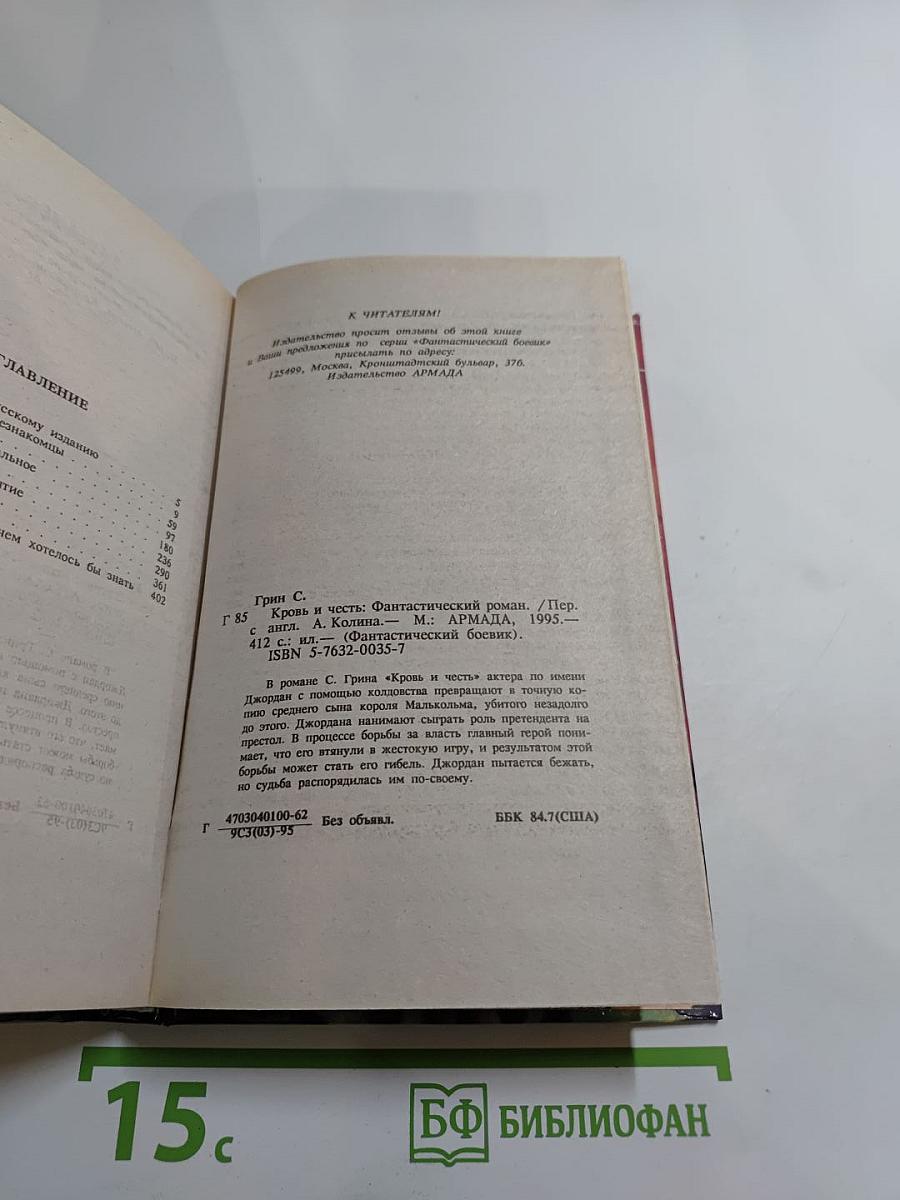 ГЛАВЛЕНИЕ
сскому изданию
езнакомцы
льное
тие
5
9
59
97
180
236
290
361
нем хотелось бы знать 402
К ЧИТАТЕЛЯМ!
Издательство просит отзывы об этой книге
и Ваши предложения по серии «Фантастический боевик»
присылать по адресу:
125499, Москва, Кронштадтский бульвар, 37б.
Издательство АРМАДА
Грин С.
Г 85 Кровь и честь: Фантастический роман. /Пер.
с англ. А. Колина.— М.: АРМАДА, 1995.—
412 с.: ил.— (Фантастический боевик).
ISBN 5-7632-0035-7
В романе С. Грина «Кровь и честь» актера по имени
Джордан с помощью колдовства превращают в точную ко-
пию среднего сына короля Малькольма, убитого незадолго
до этого. Джордана нанимают сыграть роль претендента на
престол. В процессе борьбы за власть главный герой пони-
мает, что его втянули в жестокую игру, и результатом этой
борьбы может стать его гибель. Джордан пытается бежать,
но судьба распорядилась им по-своему.
Г 4703040100-62 Без объявл. ББК 84.7(США)
9С3(03)-95
15 с
БФ БИБЛИОФАН